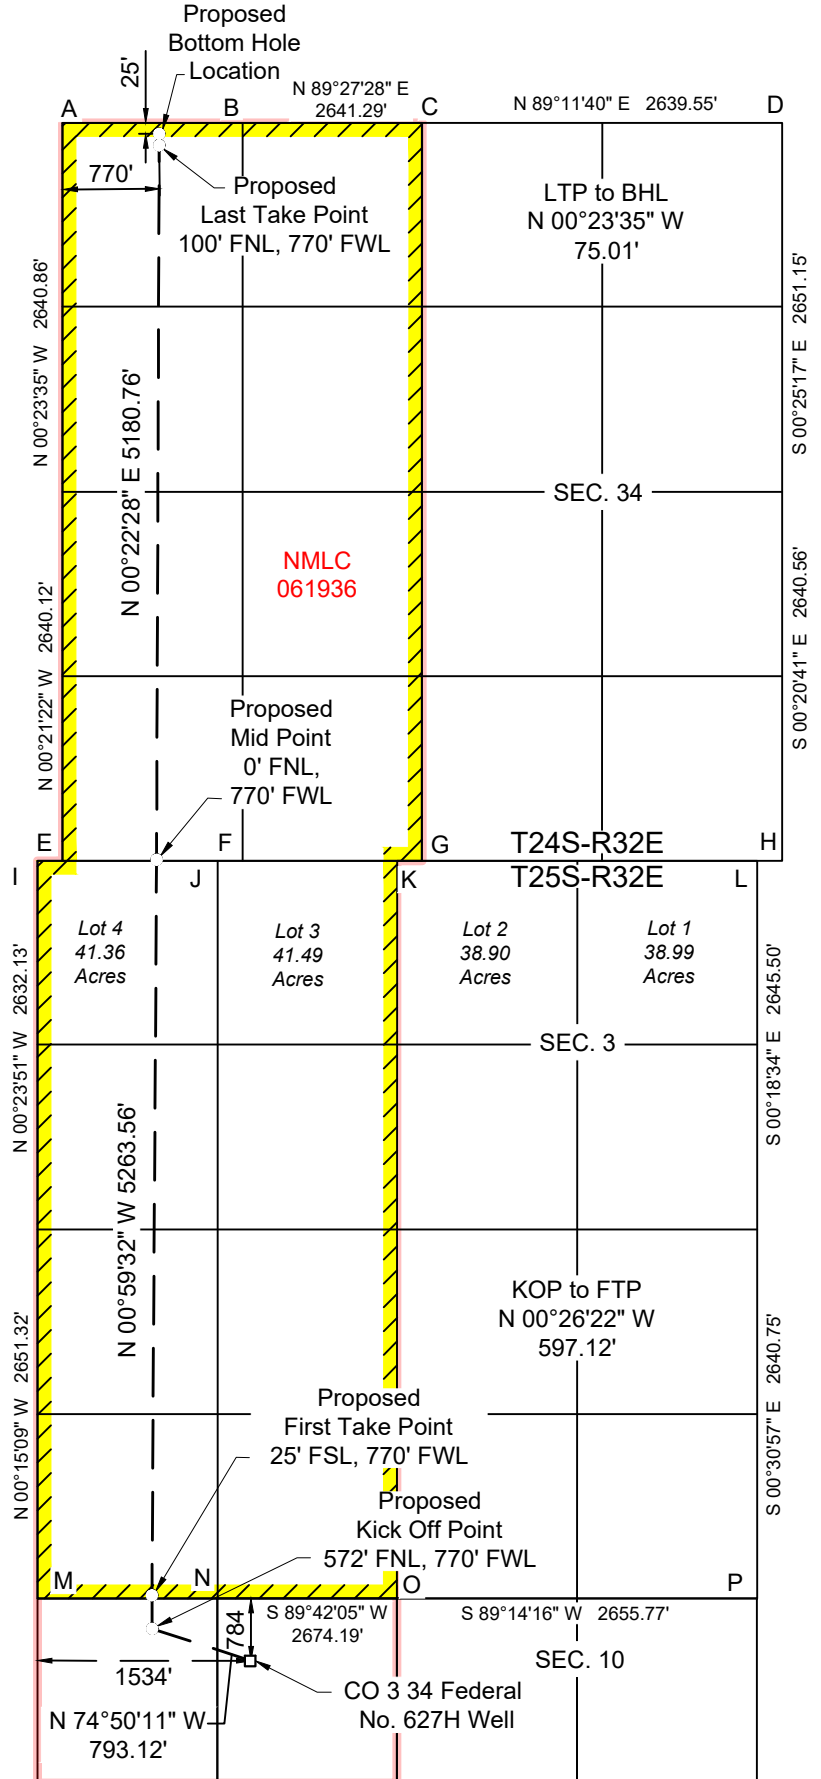 Proposed
Bottom Hole
Location
25'
A
B
N 89°27'28" E
2641.29'
C
N 89°11'40" E 2639.55'
D
770'
Proposed
Last Take Point
100' FNL, 770' FWL
LTP to BHL
N 00°23'35" W
75.01'
N 00°23'35" W 2640.86'
S 00°25'17" E 2651.15'
N 00°22'28" E 5180.76'
SEC. 34
NMLC
061936
N 00°21'22" W 2640.12'
S 00°20'41" E 2640.56'
Proposed
Mid Point
0' FNL,
770' FWL
E
F
G
T24S-R32E
H
I
J
K
T25S-R32E
L
Lot 4
41.36
Acres
Lot 3
41.49
Acres
Lot 2
38.90
Acres
Lot 1
38.99
Acres
N 00°23'51" W 2632.13'
S 00°18'34" E 2645.50'
SEC. 3
N 00°59'32" W 5263.56'
KOP to FTP
N 00°26'22" W
597.12'
N 00°15'09" W 2651.32'
S 00°30'57" E 2640.75'
Proposed
First Take Point
25' FSL, 770' FWL
Proposed
Kick Off Point
572' FNL, 770' FWL
M
N
O
P
S 89°42'05" W
2674.19'
S 89°14'16" W 2655.77'
784
SEC. 10
1534'
CO 3 34 Federal
No. 627H Well
N 74°50'11" W
793.12'